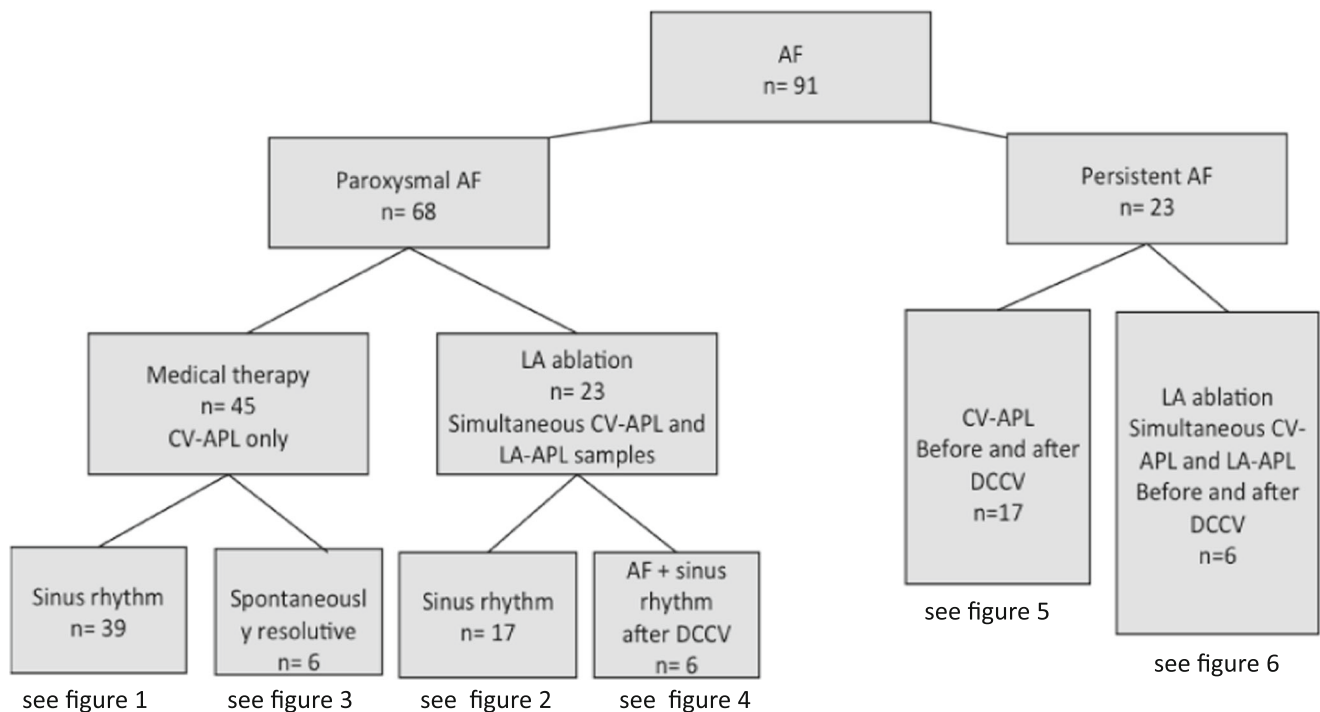 AF
n= 91
Paroxysmal AF
n= 68
Persistent AF
n= 23
Medical therapy
n= 45
CV-APL only
LA ablation
n= 23
Simultaneous CV-APL and
LA-APL samples
CV-APL
Before and after
DCCV
n=17
LA ablation
Simultaneous CV-
APL and LA-APL
Before and after
DCCV
n=6
Sinus rhythm
n= 39
Spontaneousl
y resolutive
n= 6
Sinus rhythm
n= 17
AF + sinus
rhythm
after DCCV
n= 6
see figure 5
see figure 6
see figure 1
see figure 3
see figure 2
see figure 4